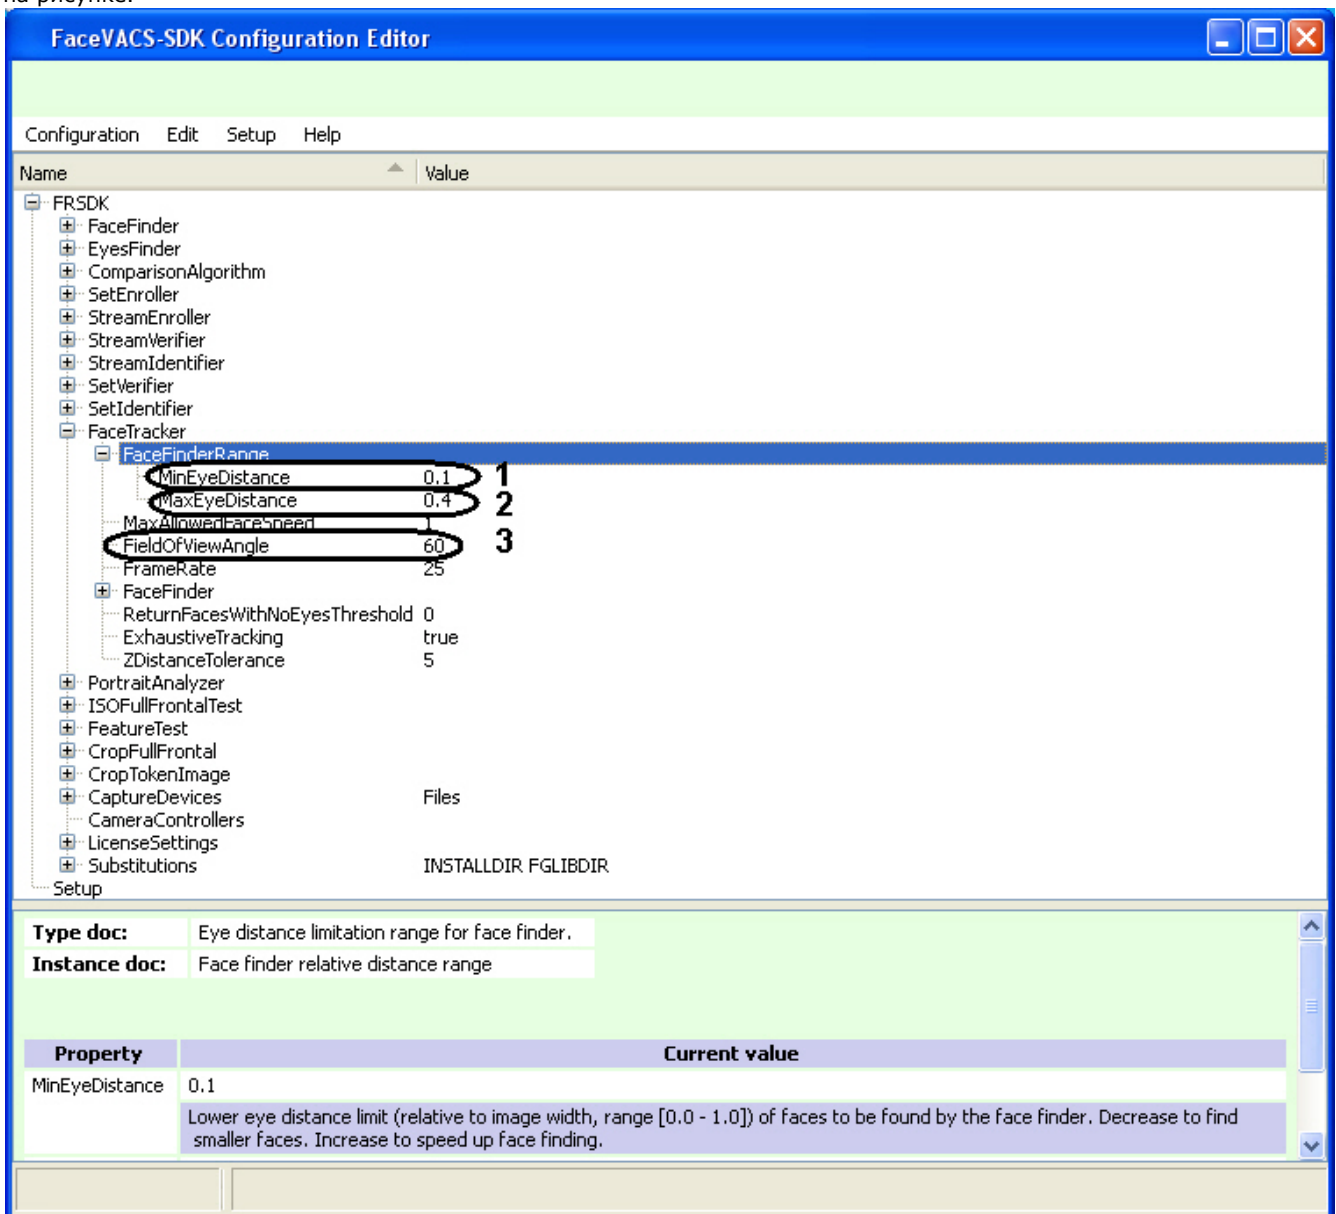 на рисунке.
FaceVACS-SDK Configuration Editor
Configuration Edit Setup Help
Name Value
FRSDK
FaceFinder
EyesFinder
ComparisonAlgorithm
SetEnroller
StreamEnroller
StreamVerifier
StreamIdentifier
SetVerifier
SetIdentifier
FaceTracker
FaceFinderRange
MinEyeDistance 0.1 1
MaxEyeDistance 0.4 2
MaxAllowedFaceSpeed 1
FieldOfViewAngle 60 3
FrameRate 25
FaceFinder
ReturnFacesWithNoEyesThreshold 0
ExhaustiveTracking true
ZDistanceTolerance 5
PortraitAnalyzer
ISOFullFrontalTest
FeatureTest
CropFullFrontal
CropTokenImage
CaptureDevices Files
CameraControllers
LicenseSettings
Substitutions INSTALLDIR FGLIBDIR
Setup
Type doc: Eye distance limitation range for face finder.
Instance doc: Face finder relative distance range
Property Current value
MinEyeDistance 0.1
Lower eye distance limit (relative to image width, range [0.0 - 1.0]) of faces to be found by the face finder. Decrease to find
smaller faces. Increase to speed up face finding.